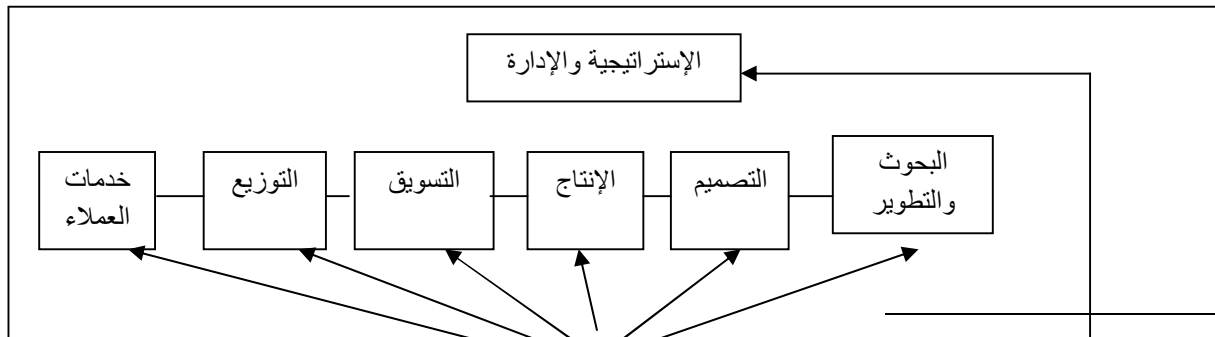 الإستراتيجية والإدارة
البحوث
والتطوير
التصميم
الإنتاج
التسويق
التوزيع
خدمات
العملاء